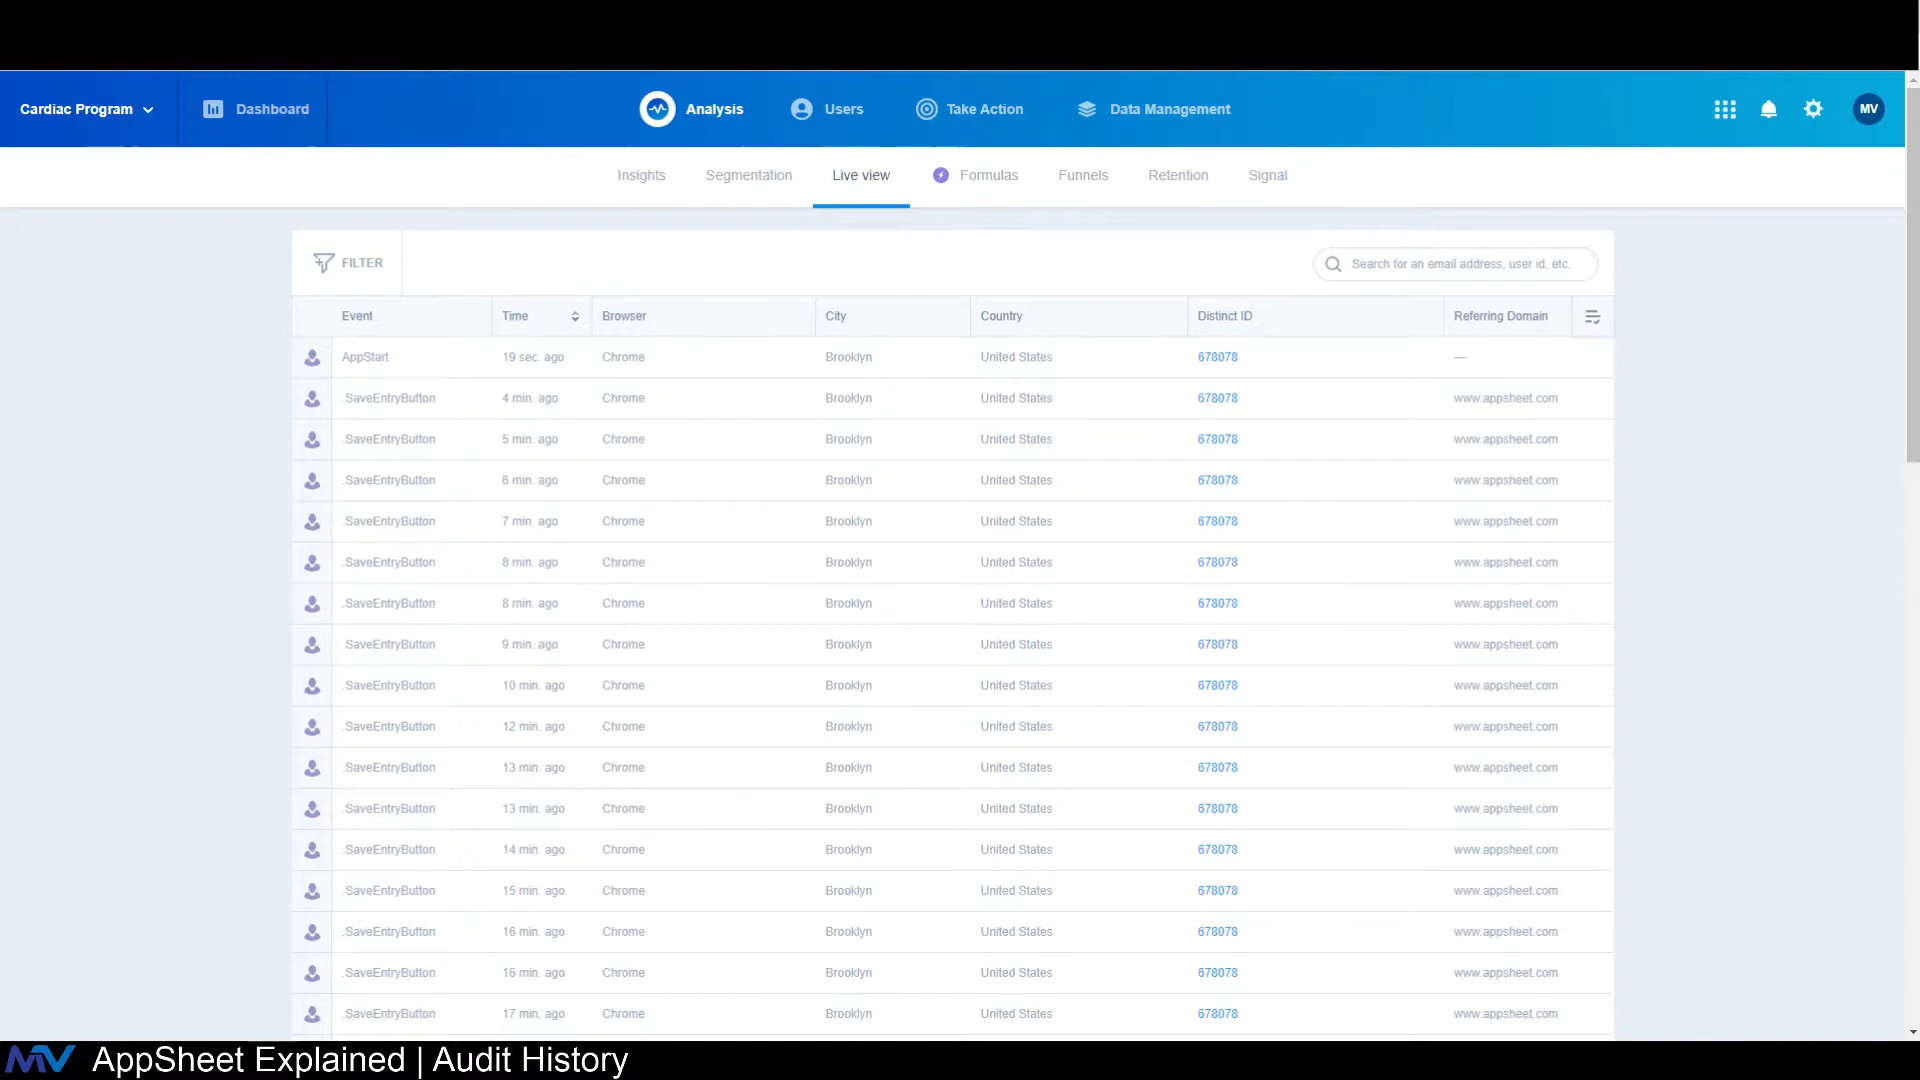 Cardiac Program Dashboard Analysis Users Take Action Data Management MV
Insights Segmentation Live view Formulas Funnels Retention Signal
FILTER Search for an email address, user id, etc.
Event Time Browser City Country Distinct ID Referring Domain
AppStart 19 sec. ago Chrome Brooklyn United States 678078 —
.SaveEntryButton 4 min. ago Chrome Brooklyn United States 678078 www.appsheet.com
.SaveEntryButton 5 min. ago Chrome Brooklyn United States 678078 www.appsheet.com
.SaveEntryButton 6 min. ago Chrome Brooklyn United States 678078 www.appsheet.com
.SaveEntryButton 7 min. ago Chrome Brooklyn United States 678078 www.appsheet.com
.SaveEntryButton 8 min. ago Chrome Brooklyn United States 678078 www.appsheet.com
.SaveEntryButton 8 min. ago Chrome Brooklyn United States 678078 www.appsheet.com
.SaveEntryButton 9 min. ago Chrome Brooklyn United States 678078 www.appsheet.com
.SaveEntryButton 10 min. ago Chrome Brooklyn United States 678078 www.appsheet.com
.SaveEntryButton 12 min. ago Chrome Brooklyn United States 678078 www.appsheet.com
.SaveEntryButton 13 min. ago Chrome Brooklyn United States 678078 www.appsheet.com
.SaveEntryButton 13 min. ago Chrome Brooklyn United States 678078 www.appsheet.com
.SaveEntryButton 14 min. ago Chrome Brooklyn United States 678078 www.appsheet.com
.SaveEntryButton 15 min. ago Chrome Brooklyn United States 678078 www.appsheet.com
.SaveEntryButton 16 min. ago Chrome Brooklyn United States 678078 www.appsheet.com
.SaveEntryButton 16 min. ago Chrome Brooklyn United States 678078 www.appsheet.com
.SaveEntryButton 17 min. ago Chrome Brooklyn United States 678078 www.appsheet.com
MV AppSheet Explained | Audit History